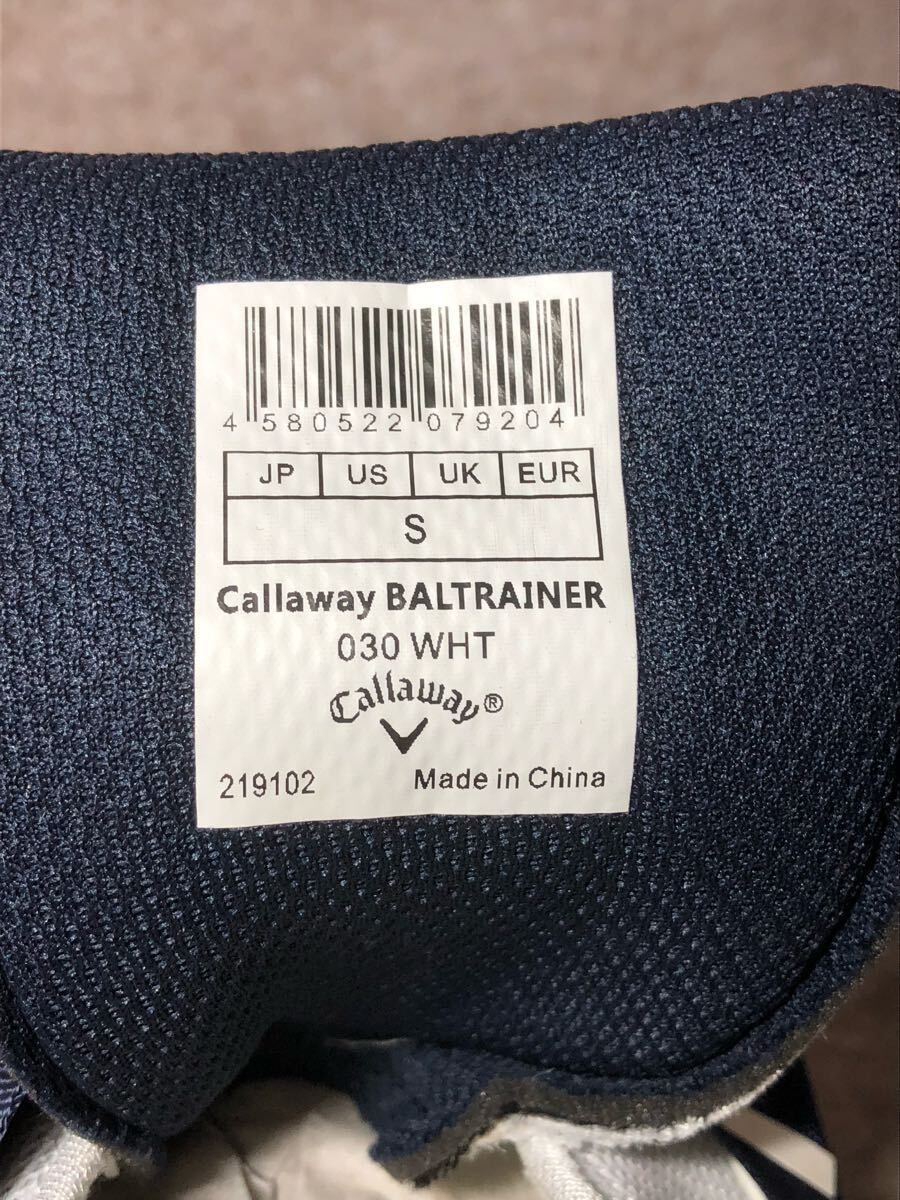 4 580522 079204
JP US UK EUR
S
Callaway BALTRAINER
030 WHT
Callaway®
219102 Made in China